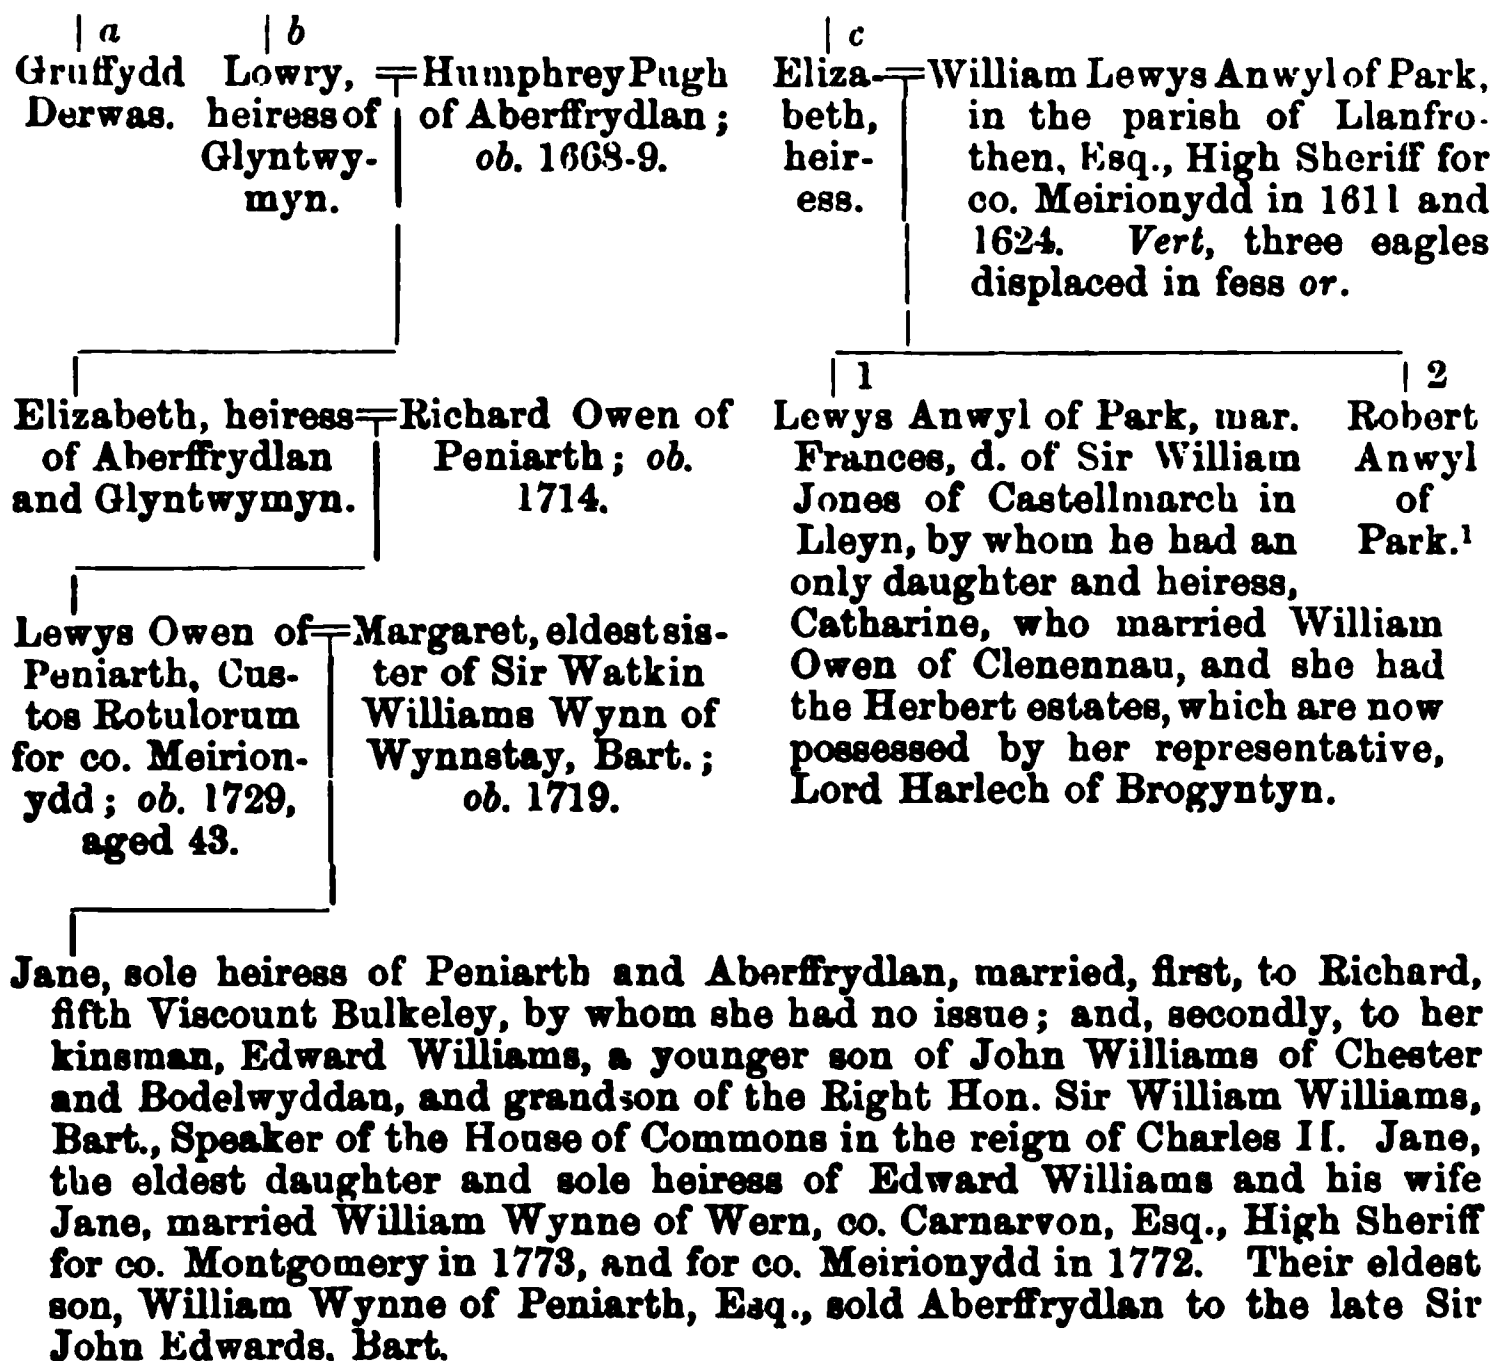 a
Gruffydd
Derwas.
b
Lowry,
heiress of
Glyntwy-
myn.
Humphrey Pugh
of Aberffrydlan;
ob. 1668-9.
c
Eliza-
beth,
heir-
ess.
William Lewys Anwyl of Park,
in the parish of Llanfro-
then, Esq., High Sheriff for
co. Meirionydd in 1611 and
1624. Vert, three eagles
displaced in fess or.
Elizabeth, heiress
of Aberffrydlan
and Glyntwymyn.
Richard Owen of
Peniarth; ob.
1714.
1
Lewys Anwyl of Park, mar.
Frances, d. of Sir William
Jones of Castellmarch in
Lleyn, by whom he had an
only daughter and heiress,
Catharine, who married William
Owen of Clenennau, and she had
the Herbert estates, which are now
possessed by her representative,
Lord Harlech of Brogyntyn.
2
Robert
Anwyl
of
Park.¹
Lewys Owen of
Peniarth, Cus-
tos Rotulorum
for co. Meirion-
ydd; ob. 1729,
aged 43.
Margaret, eldest sis-
ter of Sir Watkin
Williams Wynn of
Wynnstay, Bart.;
ob. 1719.
Jane, sole heiress of Peniarth and Aberffrydlan, married, first, to Richard,
fifth Viscount Bulkeley, by whom she had no issue; and, secondly, to her
kinsman, Edward Williams, a younger son of John Williams of Chester
and Bodelwyddan, and grandson of the Right Hon. Sir William Williams,
Bart., Speaker of the House of Commons in the reign of Charles II. Jane,
the eldest daughter and sole heiress of Edward Williams and his wife
Jane, married William Wynne of Wern, co. Carnarvon, Esq., High Sheriff
for co. Montgomery in 1773, and for co. Meirionydd in 1772. Their eldest
son, William Wynne of Peniarth, Esq., sold Aberffrydlan to the late Sir
John Edwards, Bart.